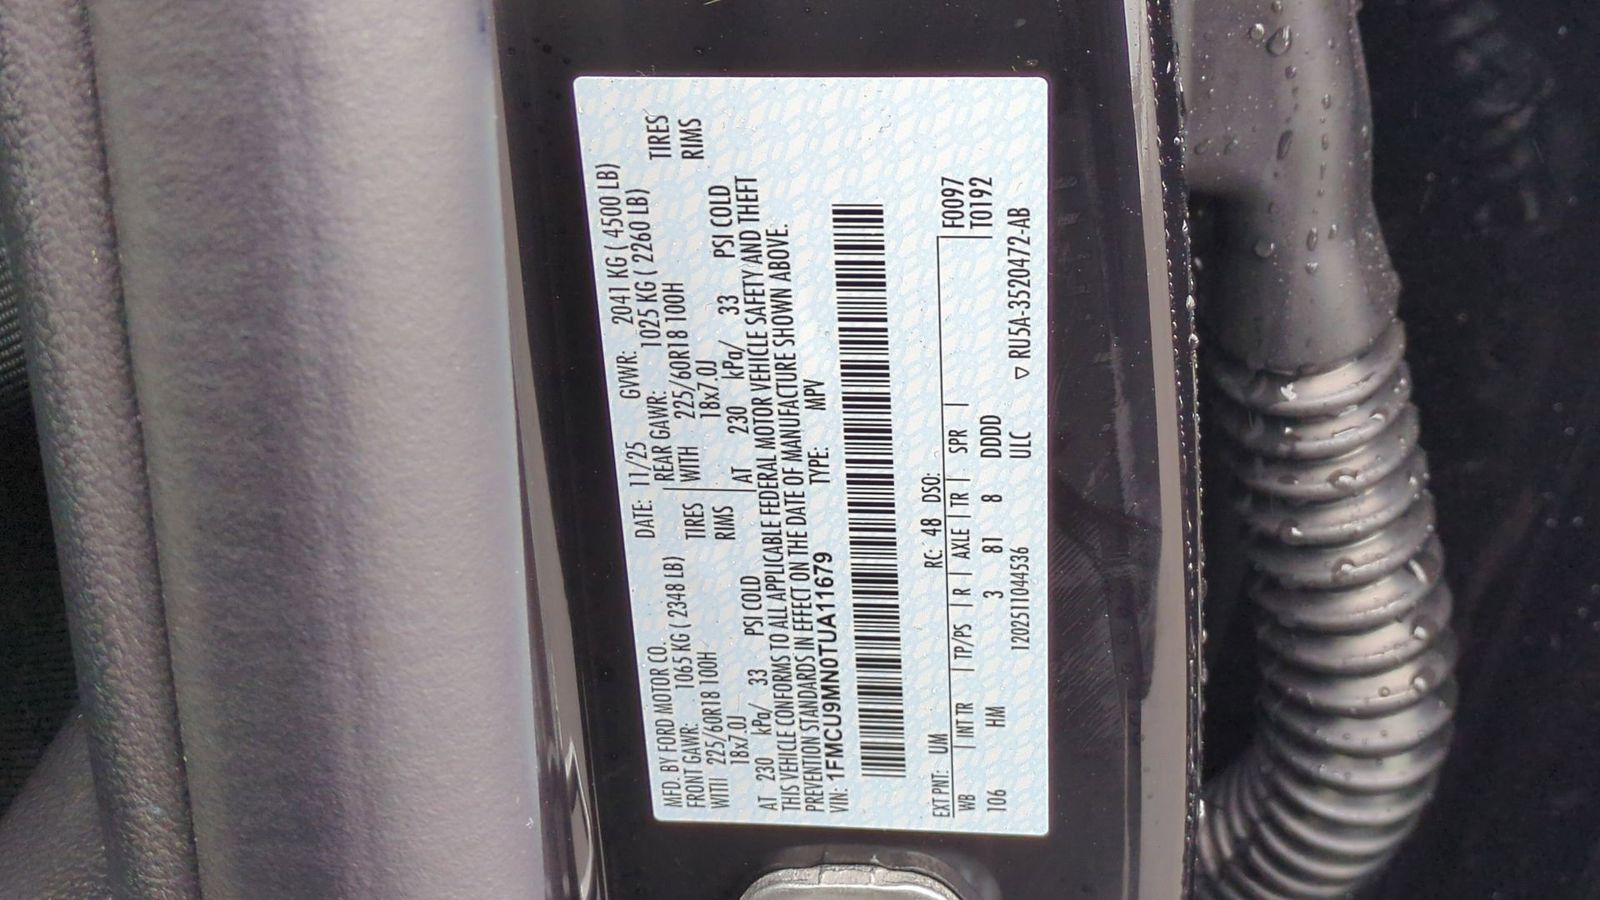 MFD. BY FORD MOTOR CO.
DATE: 11/25 GVWR: 2041 KG ( 4500 LB)
FRONT GAWR: 1065 KG ( 2348 LB) REAR GAWR: 1025 KG ( 2260 LB)
WITH 225/60R18 100H TIRES WITH 225/60R18 100H TIRES
18x7.0J RIMS 18x7.0J RIMS
AT 230 kPa/ 33 PSI COLD AT 230 kPa/ 33 PSI COLD
THIS VEHICLE CONFORMS TO ALL APPLICABLE FEDERAL MOTOR VEHICLE SAFETY AND THEFT
PREVENTION STANDARDS IN EFFECT ON THE DATE OF MANUFACTURE SHOWN ABOVE.
VIN: 1FMCU9MN0TUA11679 TYPE: MPV
F0097
EXT PNT: UM RC: 48 DSO: T0192
WB | INT TR | TP/PS | R | AXLE | TR | SPR |
106 HM 3 81 8 DDDD
1202511044536 ULC ▽ RU5A-3520472-AB